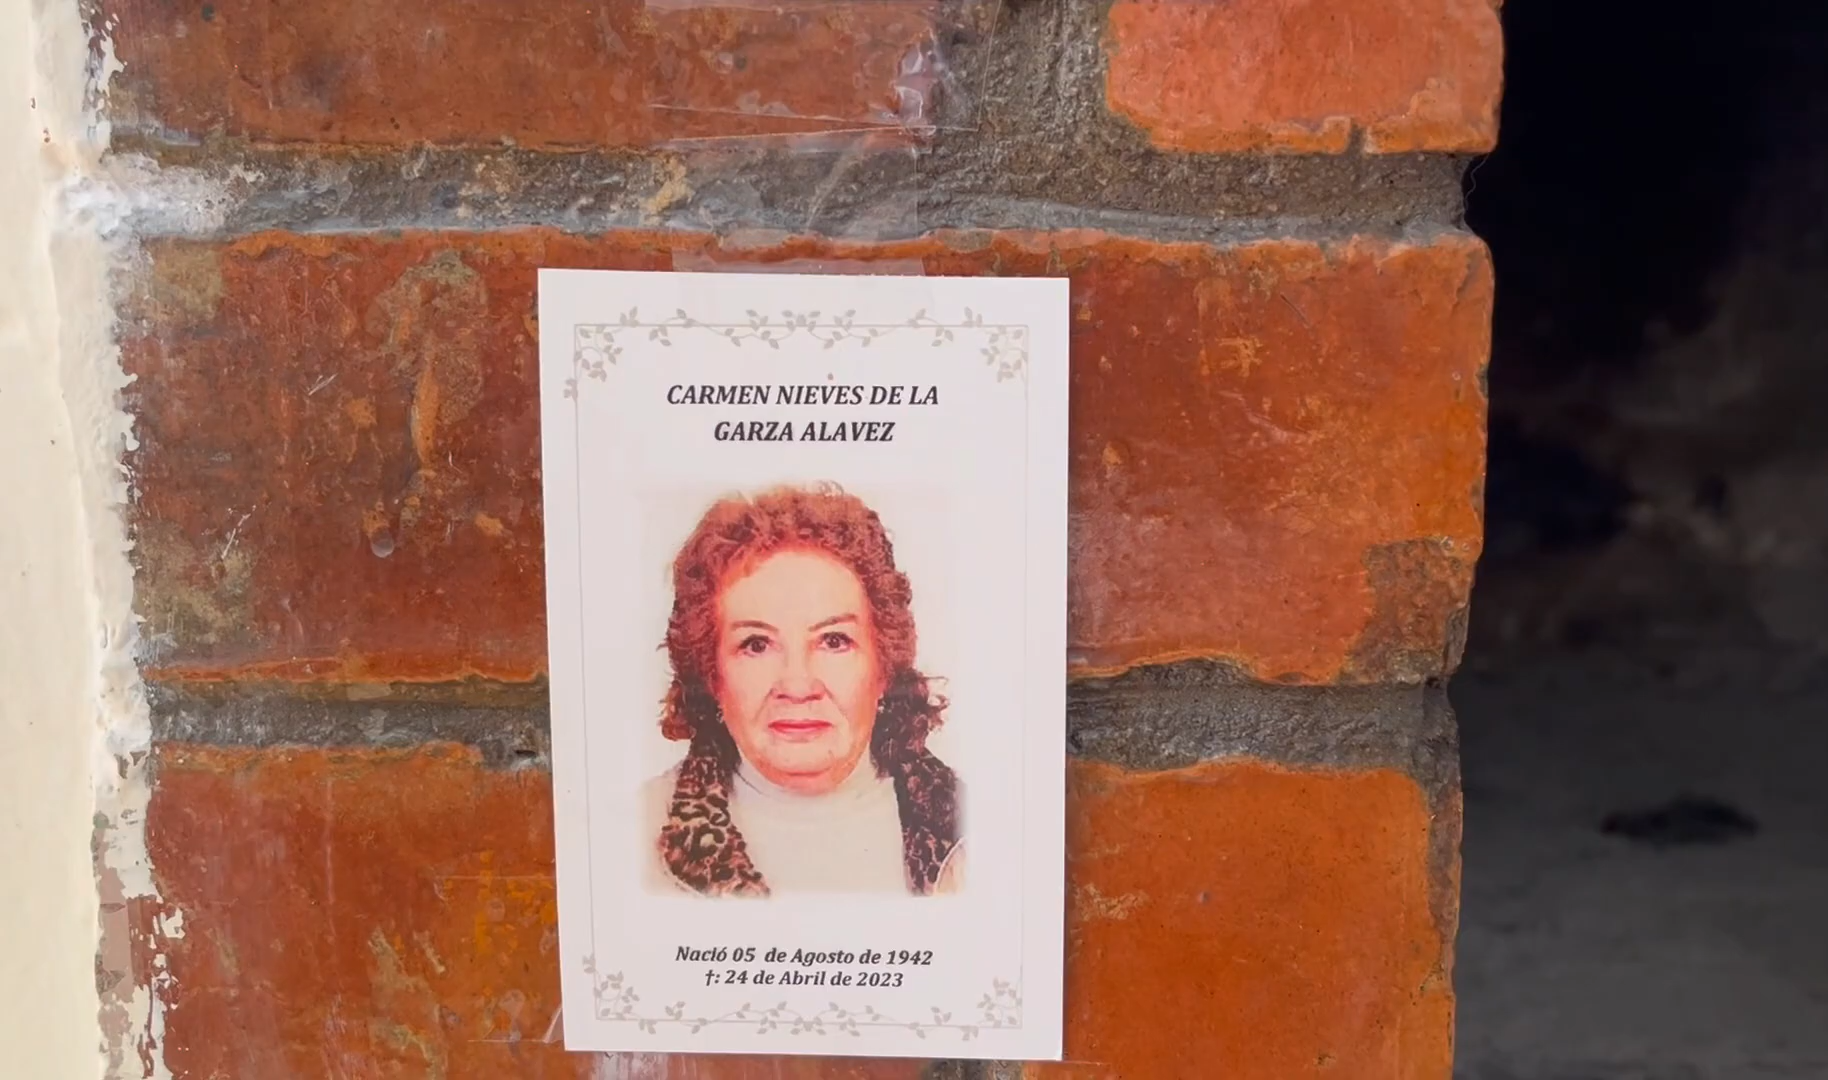 CARMEN NIEVES DE LA
GARZA ALAVEZ
Nació 05 de Agosto de 1942
†: 24 de Abril de 2023